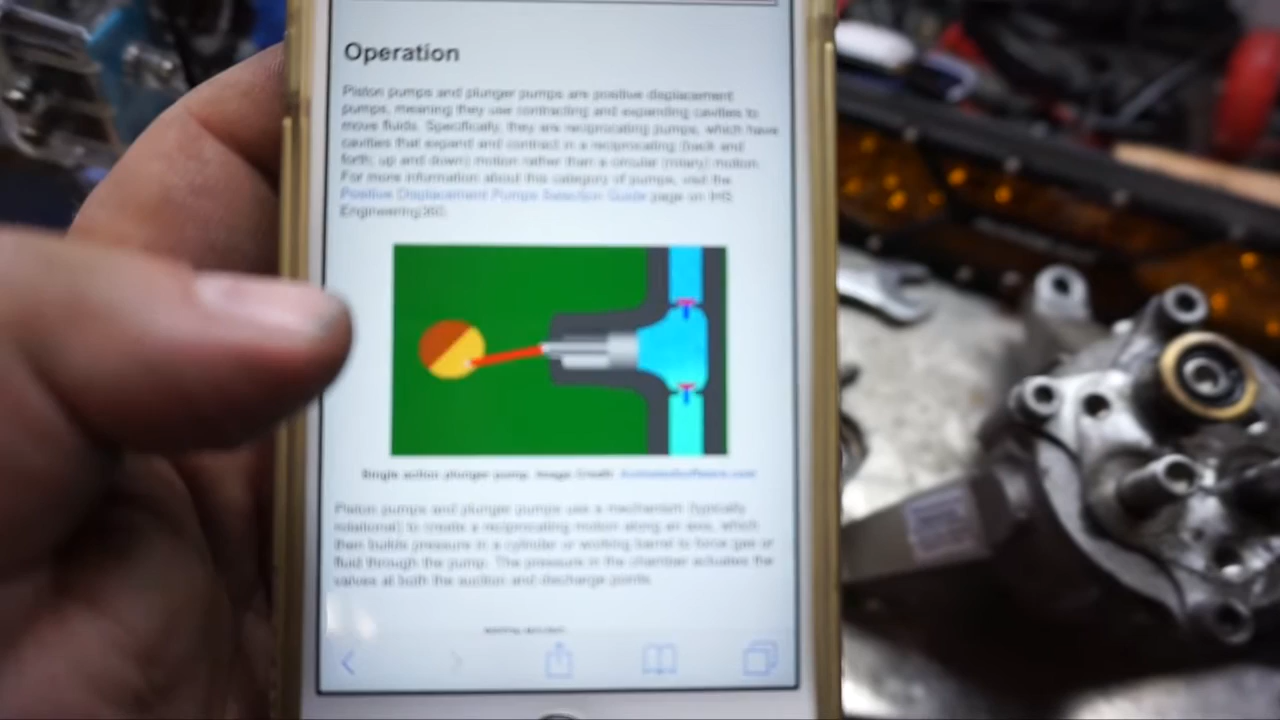 Operation
Piston pumps and plunger pumps are positive displacement
pumps, meaning they use contracting and expanding cavities to
move fluids. Specifically, they are reciprocating pumps, which have
cavities that expand and contract in a reciprocating (back and
forth; up and down) motion rather than a circular (rotary) motion.
For more information about this category of pumps, visit the
Positive Displacement Pumps Selection Guide page on IHS
Engineering360.
Single action plunger pump. Image Credit:
Piston pumps and plunger pumps use a mechanism (typically
rotational) to create a reciprocating motion along an axis, which
then builds pressure in a cylinder or working barrel to force gas or
fluid through the pump. The pressure in the chamber actuates the
valves at both the suction and discharge points.